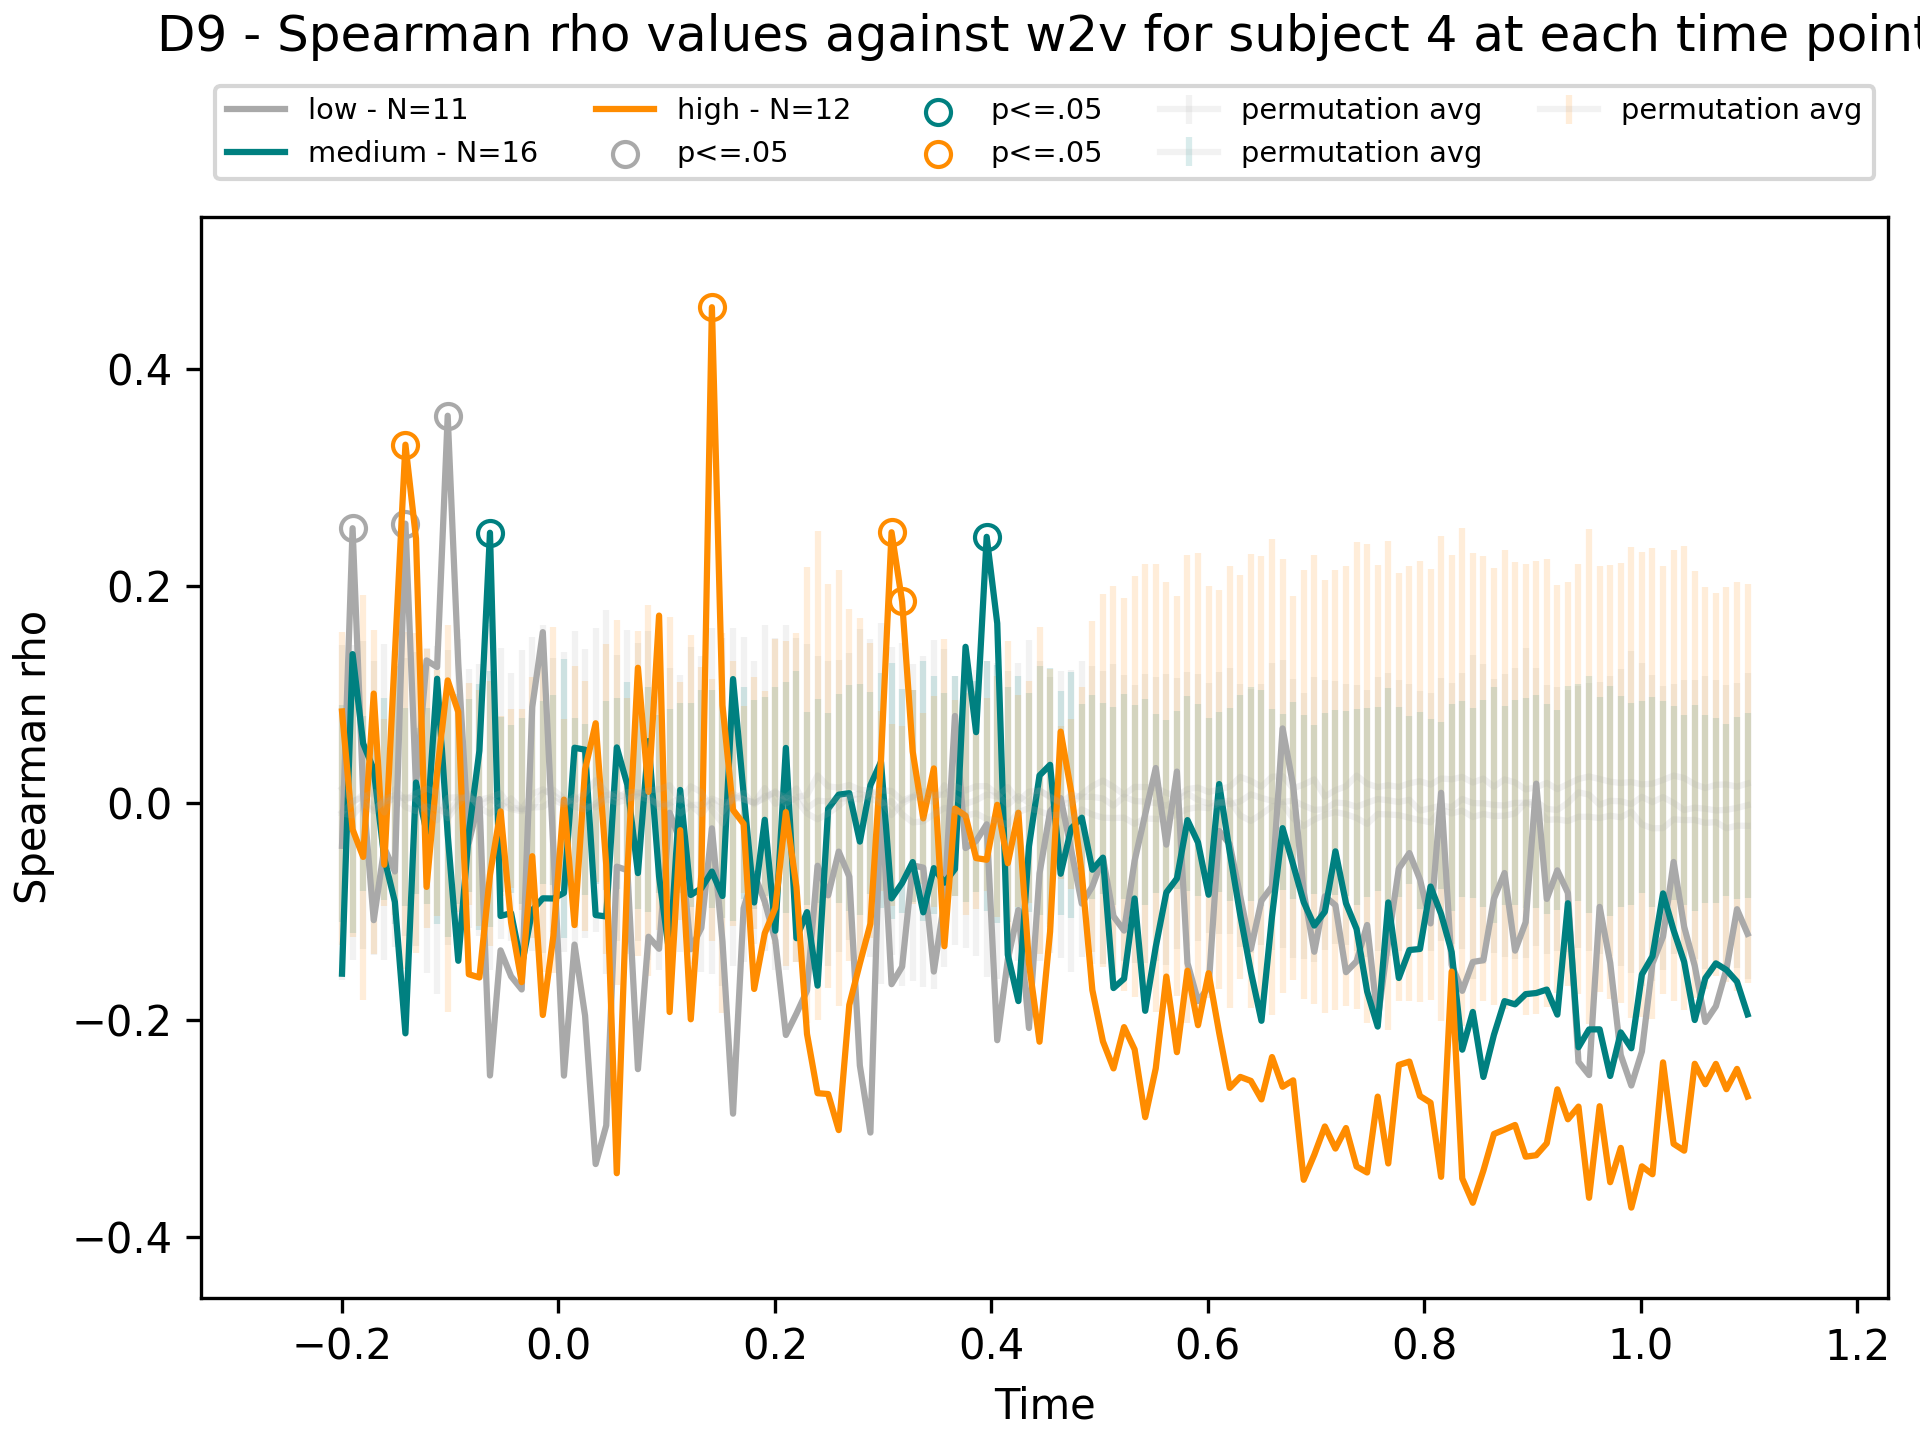 D9 - Spearman rho values against w2v for subject 4 at each time point
low - N=11
medium - N=16
high - N=12
p<=.05
p<=.05
p<=.05
permutation avg
permutation avg
permutation avg
Spearman rho
0.4
0.2
0.0
−0.2
−0.4
−0.2 0.0 0.2 0.4 0.6 0.8 1.0 1.2
Time